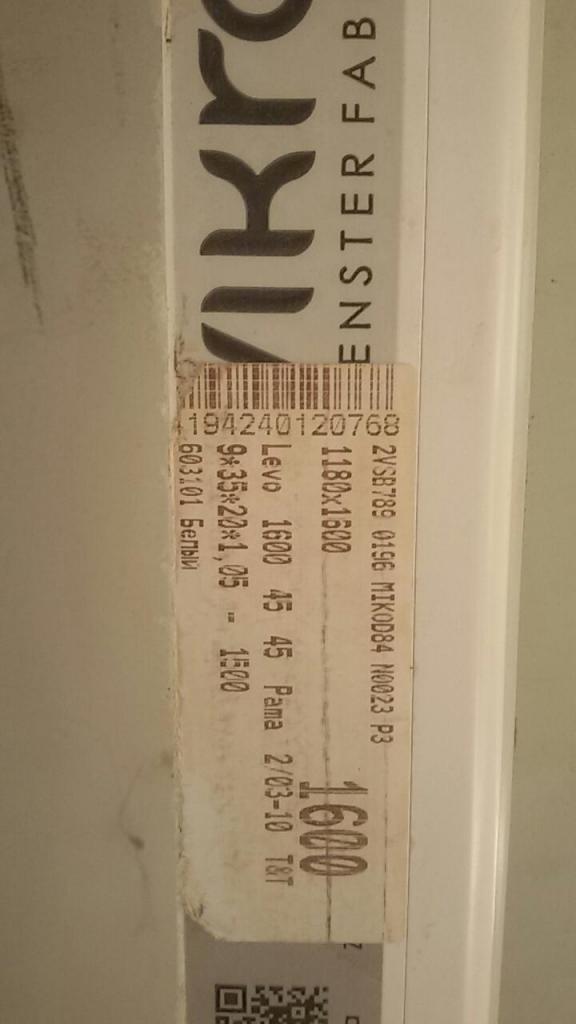 ikro
ENSTER FAB
194240120768
2VSB789 0196 MIKOD84 N0023 P3
1180x1600
1600
Levo 1600 45 45 Рама 2/03-10 T&T
9*35*20*1,05 - 1500
603101 Белый